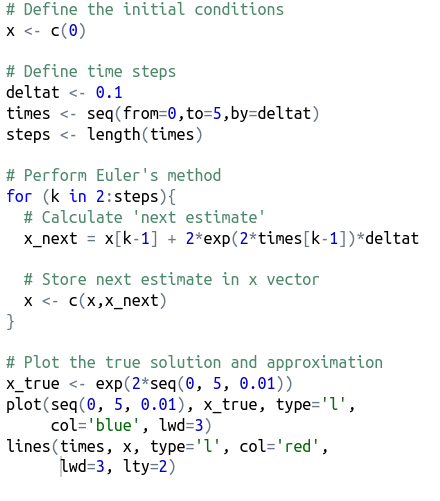 # Define the initial conditions
x <- c(0)
# Define time steps
deltat <- 0.1
times <- seq(from=0,to=5,by=deltat)
steps <- length(times)
# Perform Euler's method
for (k in 2:steps){
  # Calculate 'next estimate'
  x_next = x[k-1] + 2*exp(2*times[k-1])*deltat
  # Store next estimate in x vector
  x <- c(x,x_next)
}
# Plot the true solution and approximation
x_true <- exp(2*seq(0, 5, 0.01))
plot(seq(0, 5, 0.01), x_true, type='l',
     col='blue', lwd=3)
lines(times, x, type='l', col='red',
      lwd=3, lty=2)